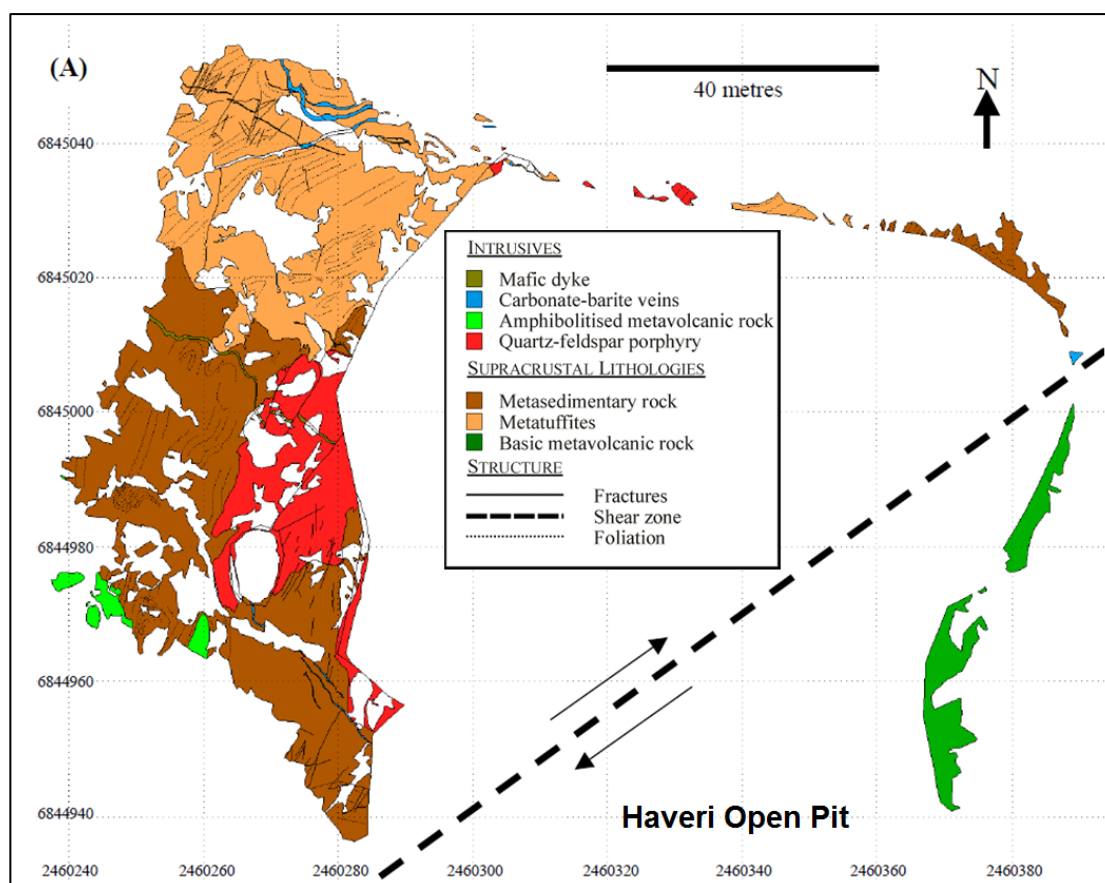 (A)
40 metres
N
6845040
6845020
6845000
6844980
6844960
6844940
INTRUSIVES
Mafic dyke
Carbonate-barite veins
Amphibolitised metavolcanic rock
Quartz-feldspar porphyry
SUPRACRUSTAL LITHOLOGIES
Metasedimentary rock
Metatuffites
Basic metavolcanic rock
STRUCTURE
Fractures
Shear zone
Foliation
Haveri Open Pit
2460240 2460260 2460280 2460300 2460320 2460340 2460360 2460380